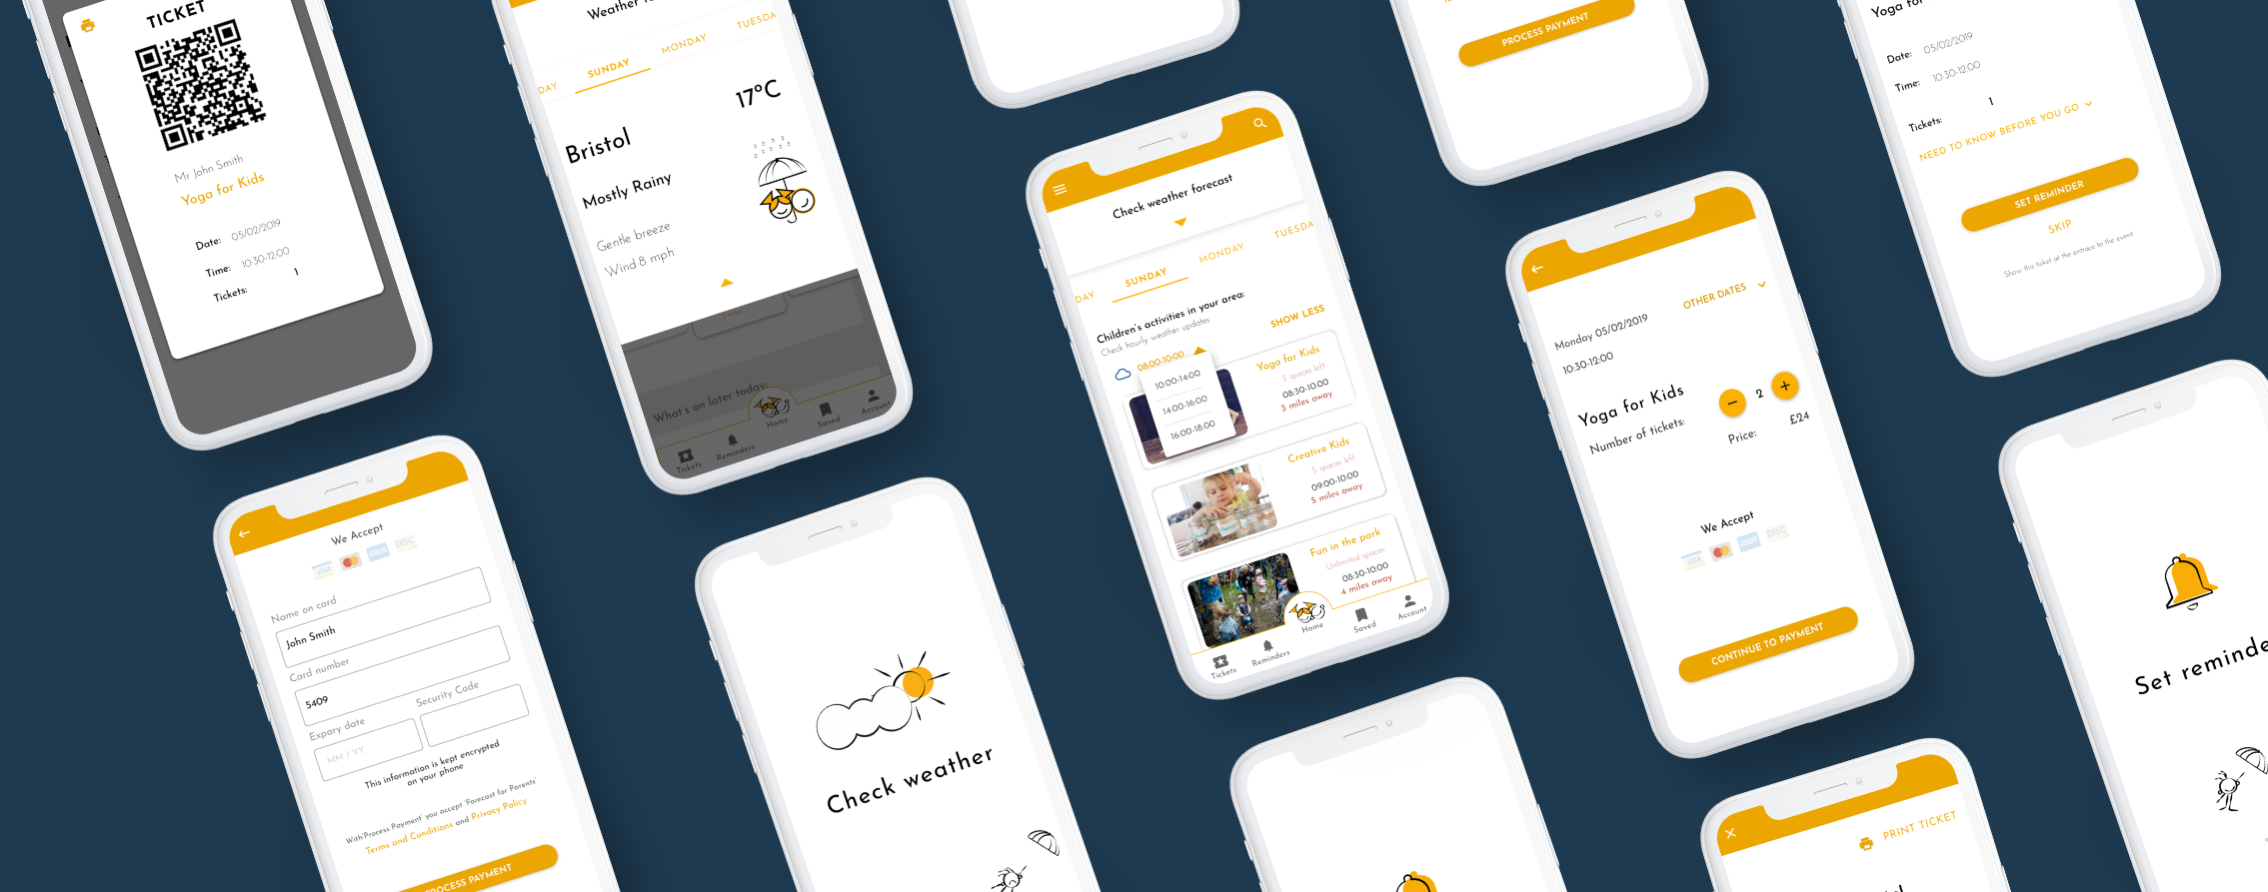 TICKET
Mr John Smith
Yoga for Kids
Date: 05/02/2019
Time: 10:30-12:00
Tickets: 1
Weather
DAY
SUNDAY
MONDAY
TUESDA
17°C
Bristol
Mostly Rainy
Gentle breeze
Wind 8 mph
What's on later today:
Tickets
Reminders
Home
Saved
Account
PROCESS PAYMENT
Yoga for
Date: 05/02/2019
Time: 10:30-12:00
Tickets: 1
NEED TO KNOW BEFORE YOU GO
SET REMINDER
SKIP
Show this ticket at the entrace to the event
Check weather forecast
DAY
SUNDAY
MONDAY
TUESDA
Children's activities in your area:
Check hourly weather updates
SHOW LESS
08:00-10:00
10:00-14:00
14:00-16:00
16:00-18:00
Yoga for Kids
5 spaces left
08:30-10:00
3 miles away
Creative Kids
5 spaces left
09:00-10:00
5 miles away
Fun in the park
Unlimited spaces
08:30-10:00
4 miles away
Tickets
Reminders
Home
Saved
Account
OTHER DATES
Monday 05/02/2019
10:30-12:00
Yoga for Kids
Number of tickets: 2
Price: £24
We Accept
VISA
DISC
CONTINUE TO PAYMENT
We Accept
VISA
DISC
Name on card
John Smith
Card number
5409
Expary date
Security Code
MM / YY
This information is kept encrypted
on your phone
With'Process Payment' you accept 'Forecast for Parents'
Terms and Conditions and Privacy Policy
PROCESS PAYMENT
Check weather
Set reminde
PRINT TICKET